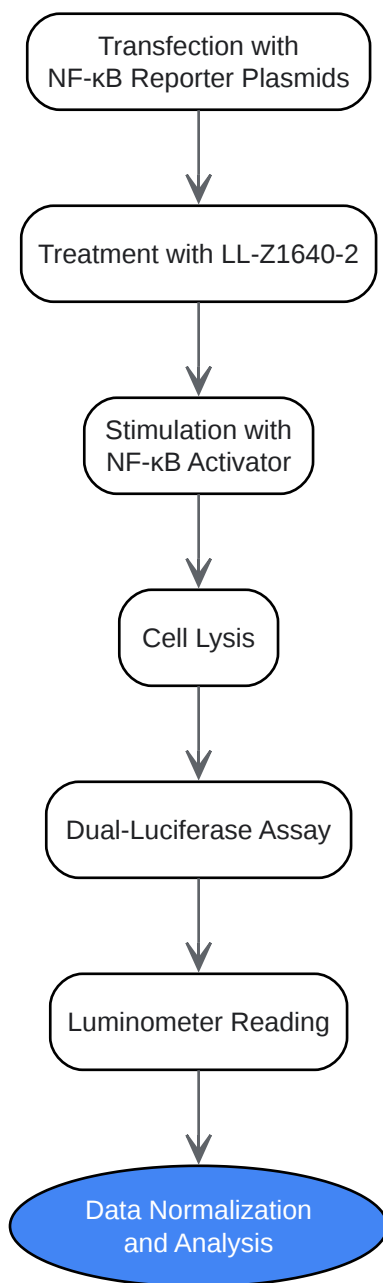 Transfection with
NF-κB Reporter Plasmids
Treatment with LL-Z1640-2
Stimulation with
NF-κB Activator
Cell Lysis
Dual-Luciferase Assay
Luminometer Reading
Data Normalization
and Analysis